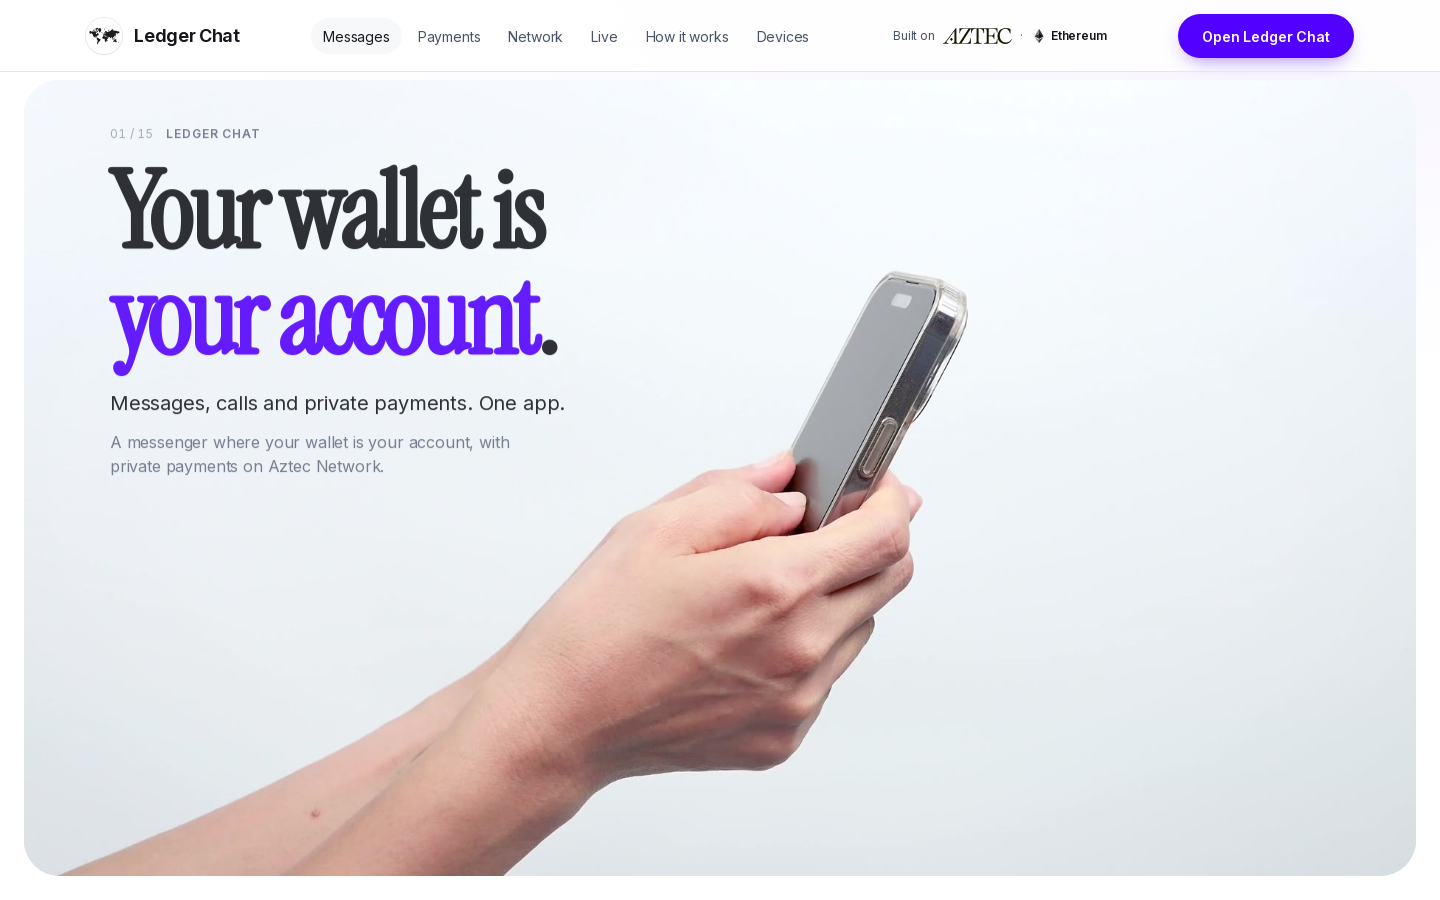 Ledger Chat
Messages
Payments
Network
Live
How it works
Devices
Built on AZTEC · Ethereum
Open Ledger Chat
01 / 15 LEDGER CHAT
Your wallet is
your account.
Messages, calls and private payments. One app.
A messenger where your wallet is your account, with
private payments on Aztec Network.